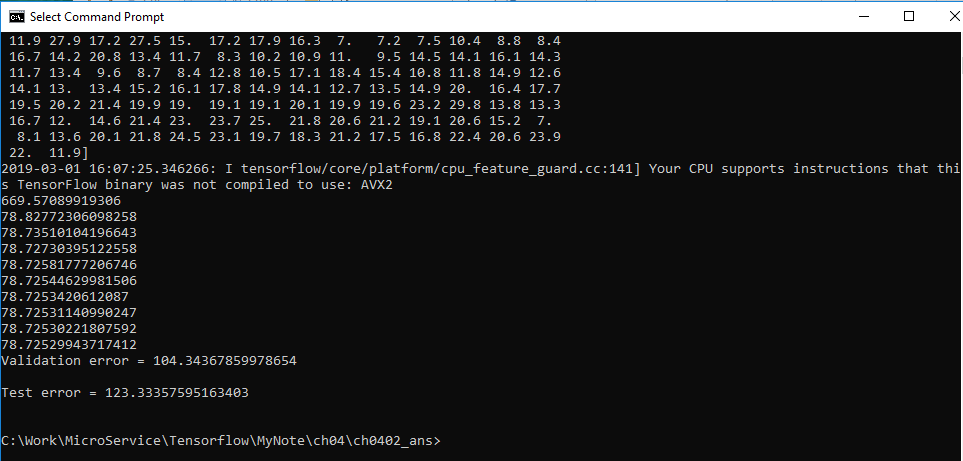 Select Command Prompt
11.9 27.9 17.2 27.5 15.  17.2 17.9 16.3  7.   7.2  7.5 10.4  8.8  8.4
16.7 14.2 20.8 13.4 11.7  8.3 10.2 10.9 11.   9.5 14.5 14.1 16.1 14.3
11.7 13.4  9.6  8.7  8.4 12.8 10.5 17.1 18.4 15.4 10.8 11.8 14.9 12.6
14.1 13.  13.4 15.2 16.1 17.8 14.9 14.1 12.7 13.5 14.9 20.  16.4 17.7
19.5 20.2 21.4 19.9 19.  19.1 19.1 20.1 19.9 19.6 23.2 29.8 13.8 13.3
16.7 12.  14.6 21.4 23.  23.7 25.  21.8 20.6 21.2 19.1 20.6 15.2  7.
8.1 13.6 20.1 21.8 24.5 23.1 19.7 18.3 21.2 17.5 16.8 22.4 20.6 23.9
22.  11.9]
2019-03-01 16:07:25.346266: I tensorflow/core/platform/cpu_feature_guard.cc:141] Your CPU supports instructions that thi
s TensorFlow binary was not compiled to use: AVX2
669.57089919306
78.82772306098258
78.73510104196643
78.72730395122558
78.72581777206746
78.72544629981506
78.7253420612087
78.72531140990247
78.72530221807592
78.72529943717412
Validation error = 104.34367859978654
Test error = 123.33357595163403
C:\Work\MicroService\Tensorflow\MyNote\ch04\ch0402_ans>